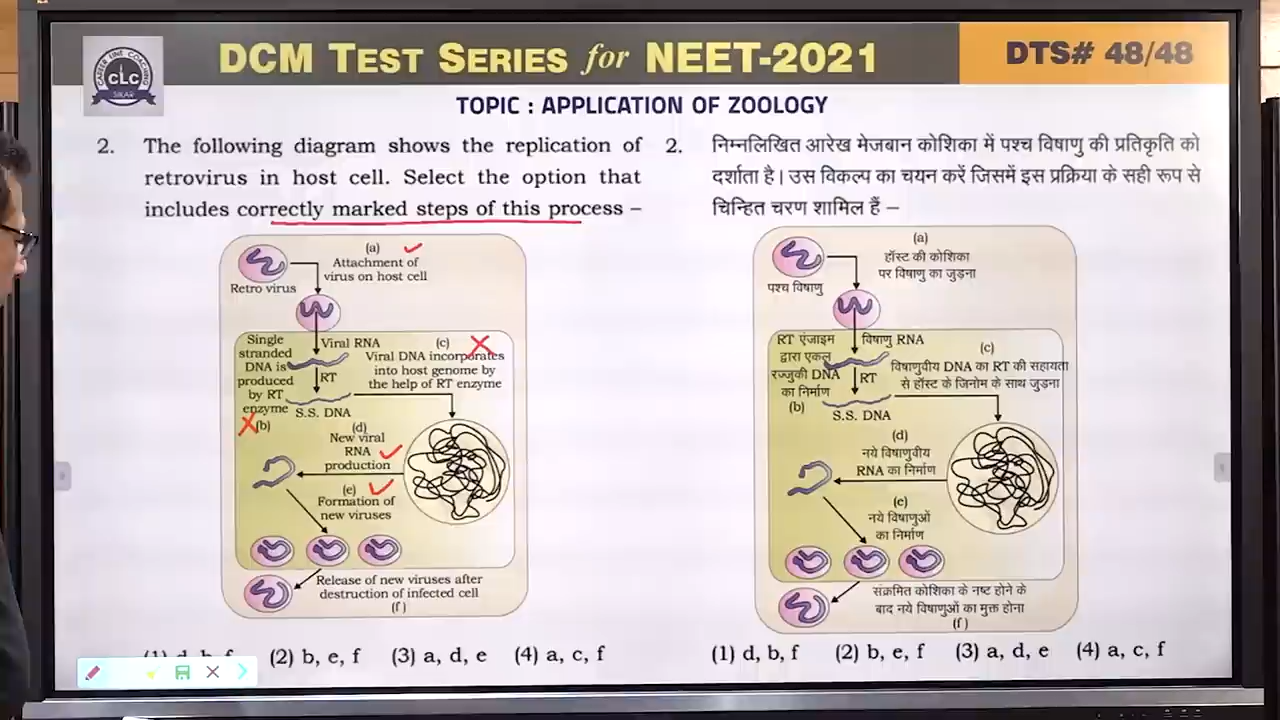 DCM TEST SERIES for NEET-2021
DTS# 48/48
CAREER LINE COACHING
CLC
SIKAR
TOPIC : APPLICATION OF ZOOLOGY
2. The following diagram shows the replication of
retrovirus in host cell. Select the option that
includes correctly marked steps of this process –
(a)
Attachment of
virus on host cell
Retro virus
Single
stranded
DNA is
produced
by RT
enzyme
(b)
Viral RNA
RT
S.S. DNA
(c)
Viral DNA incorporates
into host genome by
the help of RT enzyme
(d)
New viral
RNA
production
(e)
Formation of
new viruses
Release of new viruses after
destruction of infected cell
(f)
(2) b, e, f (3) a, d, e (4) a, c, f
2. निम्नलिखित आरेख मेजबान कोशिका में पश्च विषाणु की प्रतिकृति को
दर्शाता है। उस विकल्प का चयन करें जिसमें इस प्रक्रिया के सही रूप से
चिन्हित चरण शामिल हैं –
(a)
हॉस्ट की कोशिका
पर विषाणु का जुड़ना
पश्च विषाणु
RT एंजाइम
द्वारा एकल
रज्जुकी DNA
का निर्माण
(b)
विषाणु RNA
RT
S.S. DNA
(c)
विषाणुवीय DNA का RT की सहायता
से हॉस्ट के जिनोम के साथ जुड़ना
(d)
नये विषाणुवीय
RNA का निर्माण
(c)
नये विषाणुओं
का निर्माण
संक्रमित कोशिका के नष्ट होने के
बाद नये विषाणुओं का मुक्त होना
(f)
(1) d, b, f (2) b, e, f (3) a, d, e (4) a, c, f